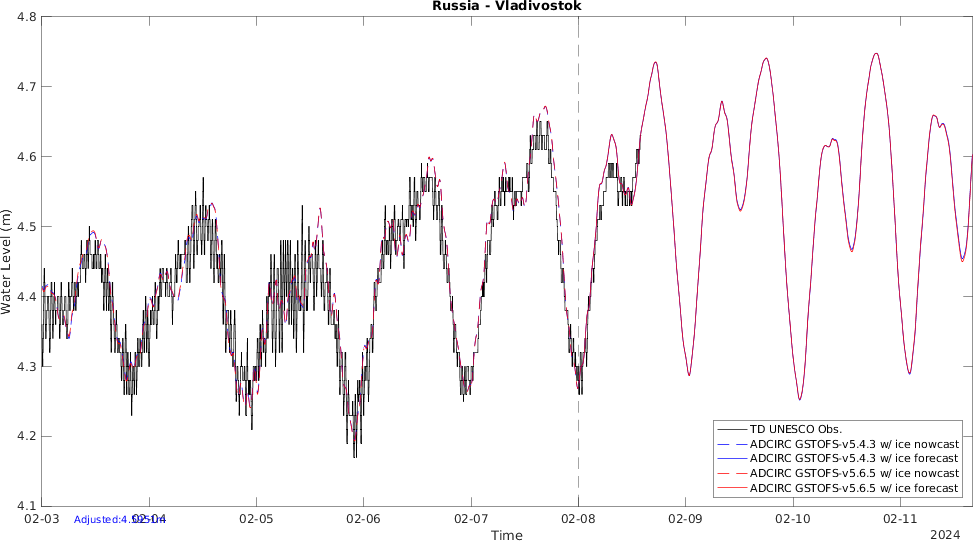 Russia - Vladivostok
Water Level (m)
4.8
4.7
4.6
4.5
4.4
4.3
4.2
4.1
TD UNESCO Obs.
ADCIRC GSTOFS-v5.4.3 w/ ice nowcast
ADCIRC GSTOFS-v5.4.3 w/ ice forecast
ADCIRC GSTOFS-v5.6.5 w/ ice nowcast
ADCIRC GSTOFS-v5.6.5 w/ ice forecast
02-03 02-04 02-05 02-06 02-07 02-08 02-09 02-10 02-11
Time
2024